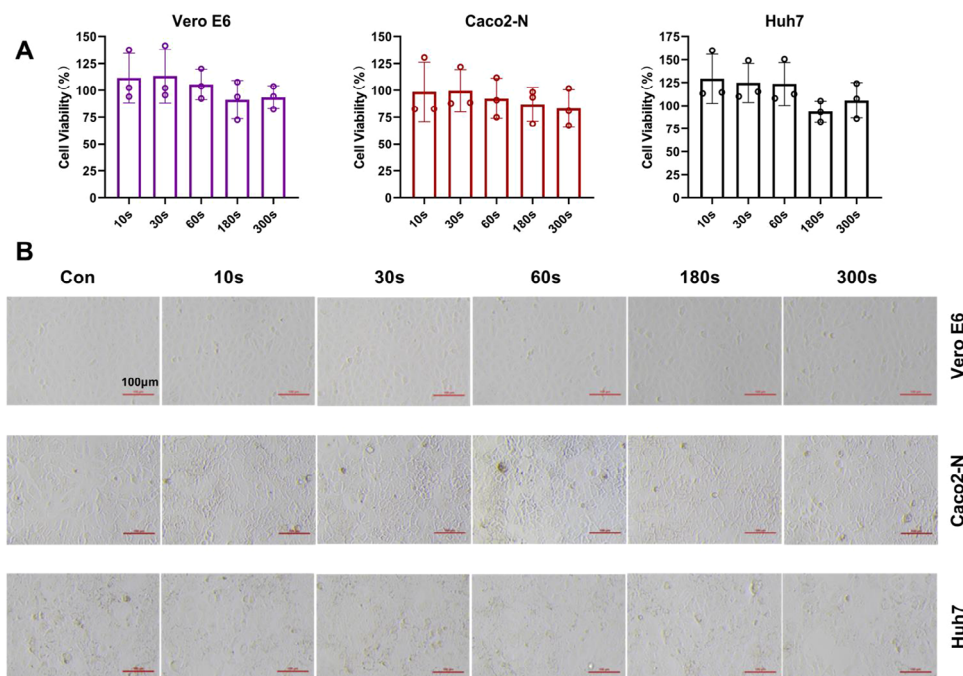 A
Vero E6
Cell Viability (%)
150
125
100
75
50
25
0
10s
30s
60s
180s
300s
Caco2-N
Cell Viability (%)
150
125
100
75
50
25
0
10s
30s
60s
180s
300s
Huh7
Cell Viability (%)
175
150
125
100
75
50
25
0
10s
30s
60s
180s
300s
B
Con 10s 30s 60s 180s 300s
100μm
Vero E6
Caco2-N
Huh7